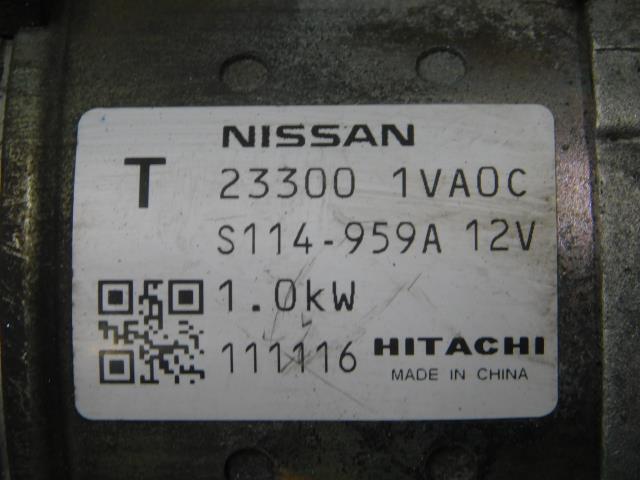 NISSAN
T 23300 1VA0C
S114-959A 12V
1.0kW
111116 HITACHI
MADE IN CHINA